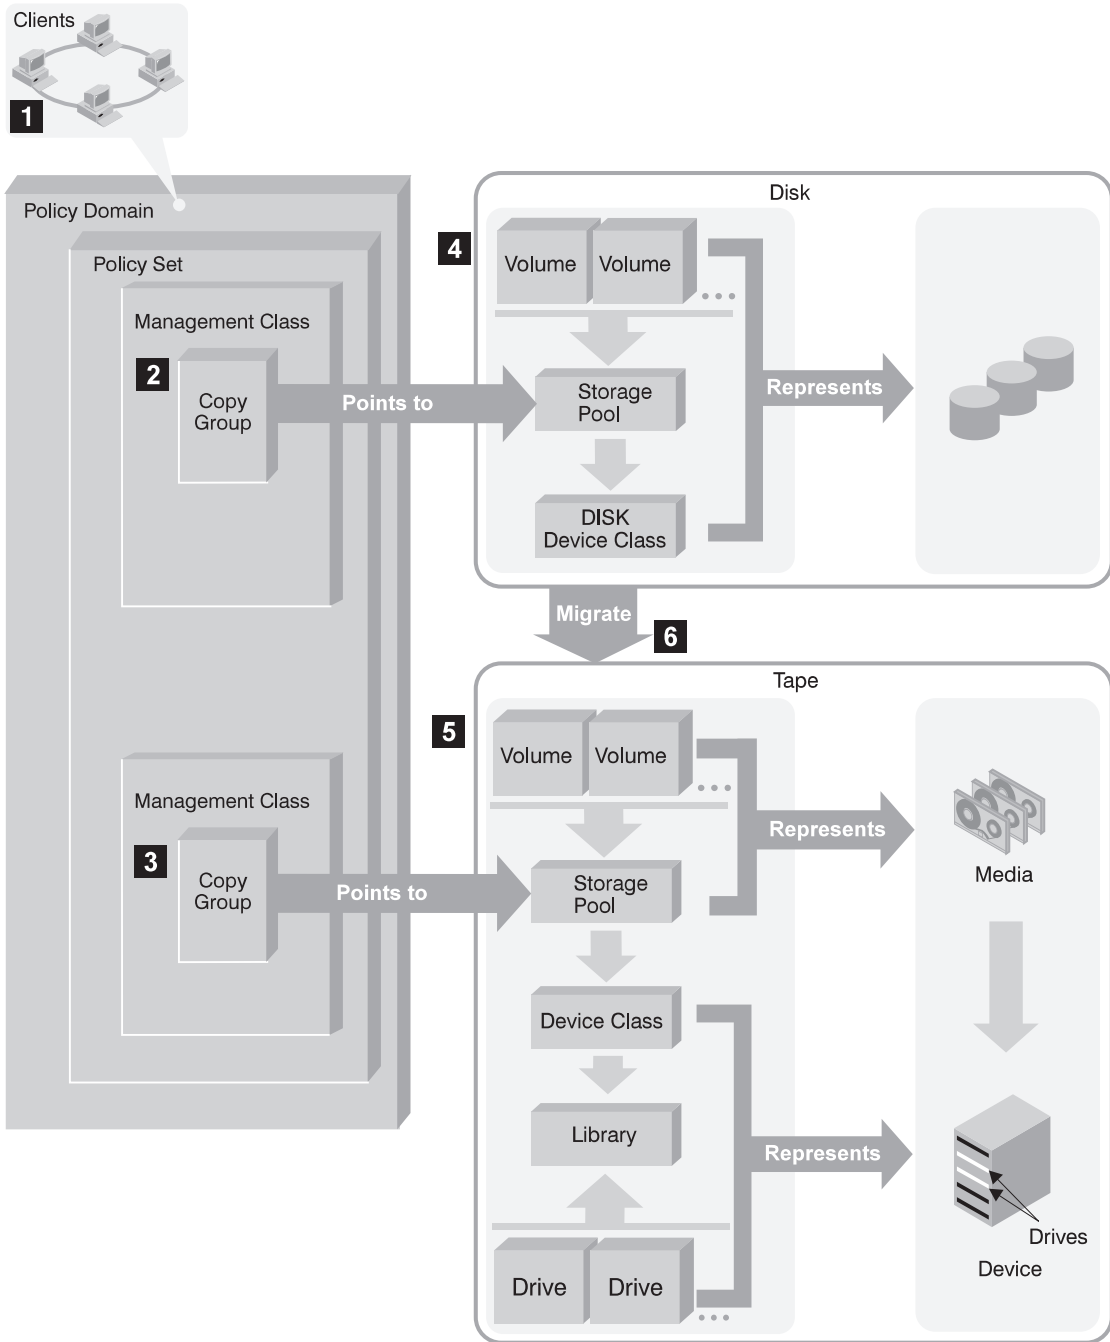 Clients
1
Policy Domain
Policy Set
Management Class
2
Copy
Group
Points to
Management Class
3
Copy
Group
Points to
Disk
4
Volume
Volume
Storage
Pool
DISK
Device Class
Represents
Migrate
6
Tape
5
Volume
Volume
Storage
Pool
Represents
Media
Device Class
Library
Represents
Drive
Drive
Drives
Device